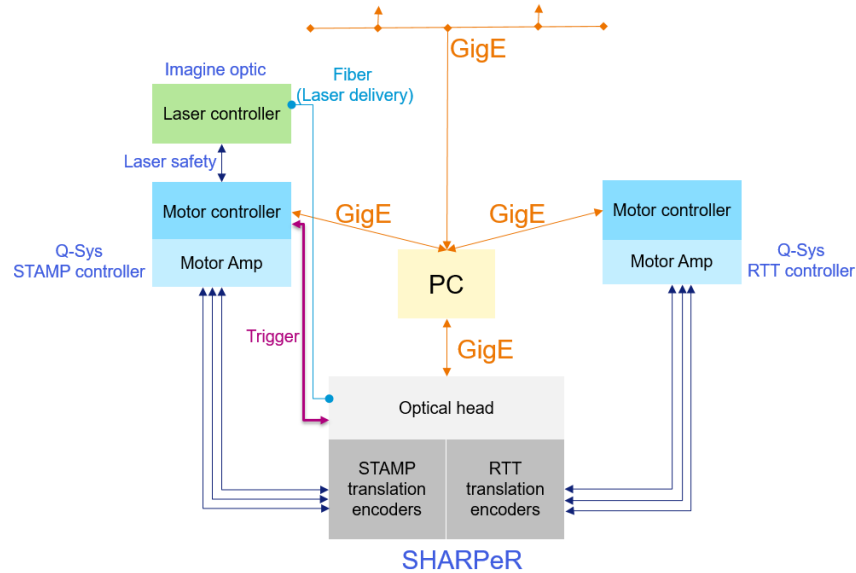 GigE
Imagine optic
Fiber
(Laser delivery)
Laser controller
Laser safety
Motor controller
GigE
GigE
Motor controller
Q-Sys
STAMP controller
Motor Amp
PC
Motor Amp
Q-Sys
RTT controller
Trigger
GigE
Optical head
STAMP
translation
encoders
RTT
translation
encoders
SHARPeR